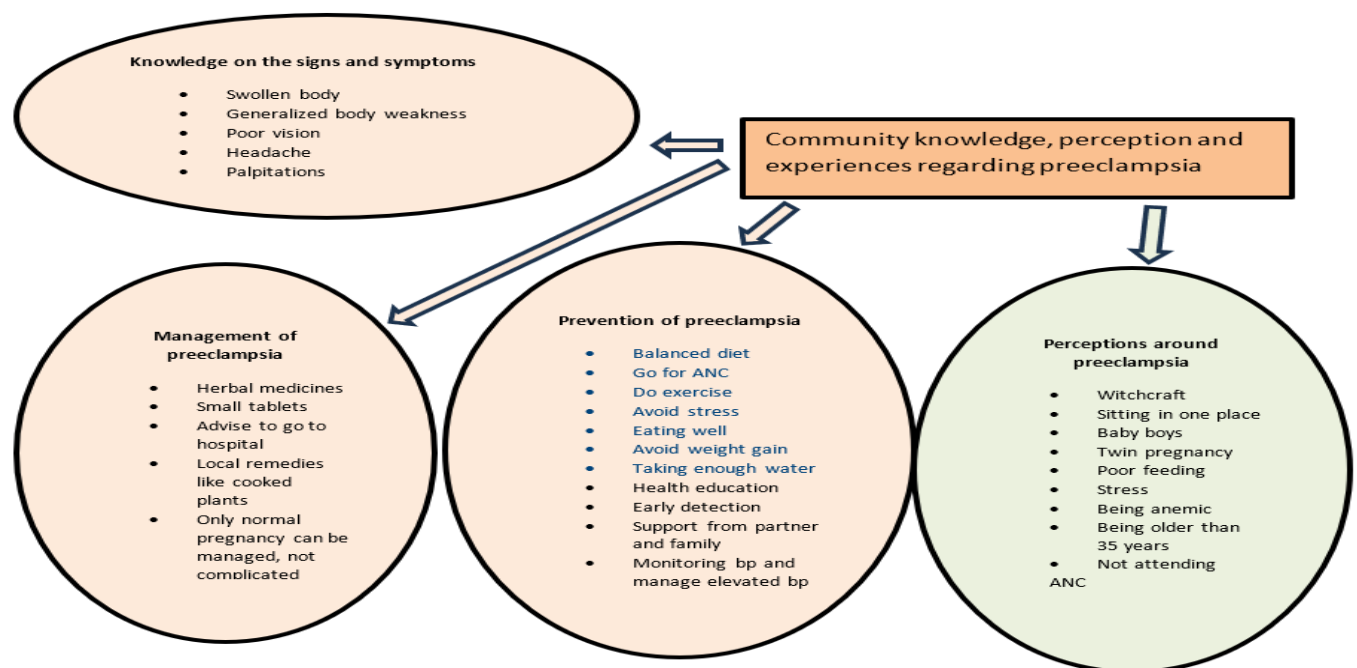 Knowledge on the signs and symptoms
• Swollen body
• Generalized body weakness
• Poor vision
• Headache
• Palpitations
Community knowledge, perception and
experiences regarding preeclampsia
Management of
preeclampsia
• Herbal medicines
• Small tablets
• Advise to go to
hospital
• Local remedies
like cooked
plants
• Only normal
pregnancy can be
managed, not
complicated
Prevention of preeclampsia
• Balanced diet
• Go for ANC
• Do exercise
• Avoid stress
• Eating well
• Avoid weight gain
• Taking enough water
• Health education
• Early detection
• Support from partner
and family
• Monitoring bp and
manage elevated bp
Perceptions around
preeclampsia
• Witchcraft
• Sitting in one place
• Baby boys
• Twin pregnancy
• Poor feeding
• Stress
• Being anemic
• Being older than
35 years
• Not attending
ANC